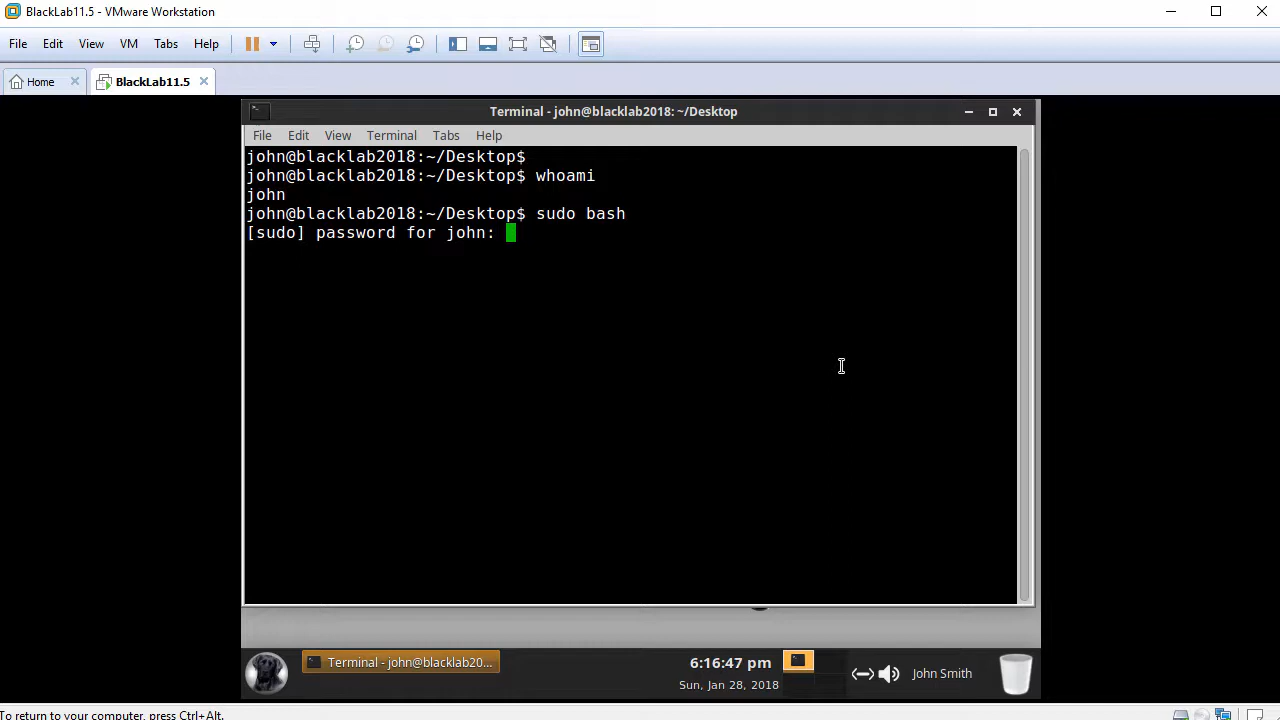 BlackLab11.5 - VMware Workstation
File Edit View VM Tabs Help
Home BlackLab11.5
Terminal - john@blacklab2018: ~/Desktop
File Edit View Terminal Tabs Help
john@blacklab2018:~/Desktop$
john@blacklab2018:~/Desktop$ whoami
john
john@blacklab2018:~/Desktop$ sudo bash
[sudo] password for john:
Terminal - john@blacklab20...
6:16:47 pm
Sun, Jan 28, 2018
John Smith
To return to your computer, press Ctrl+Alt.